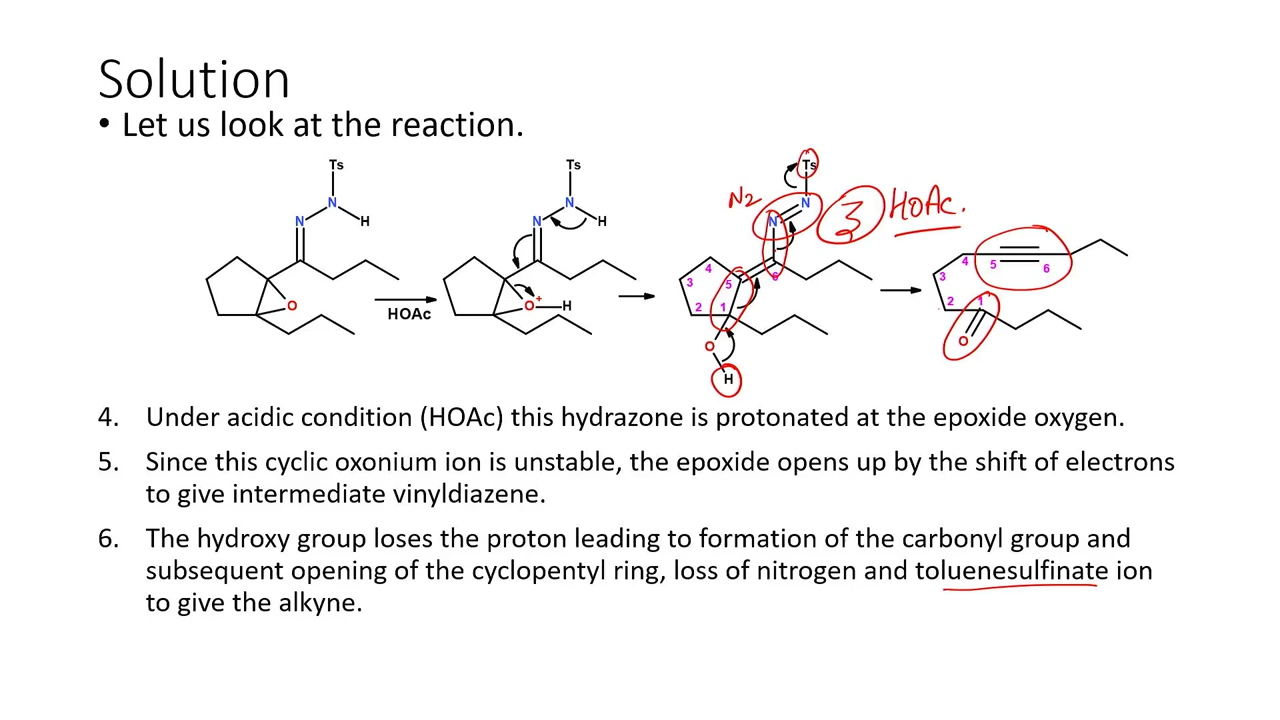 Solution
• Let us look at the reaction.
Ts
N
N
H
O
HOAc
Ts
N
N
H
O+
H
Ts
N2
N
N
3
HOAc.
4
3
5
6
2
1
O
H
4
5
6
3
2
1
O
4. Under acidic condition (HOAc) this hydrazone is protonated at the epoxide oxygen.
5. Since this cyclic oxonium ion is unstable, the epoxide opens up by the shift of electrons
to give intermediate vinyldiazene.
6. The hydroxy group loses the proton leading to formation of the carbonyl group and
subsequent opening of the cyclopentyl ring, loss of nitrogen and toluenesulfinate ion
to give the alkyne.